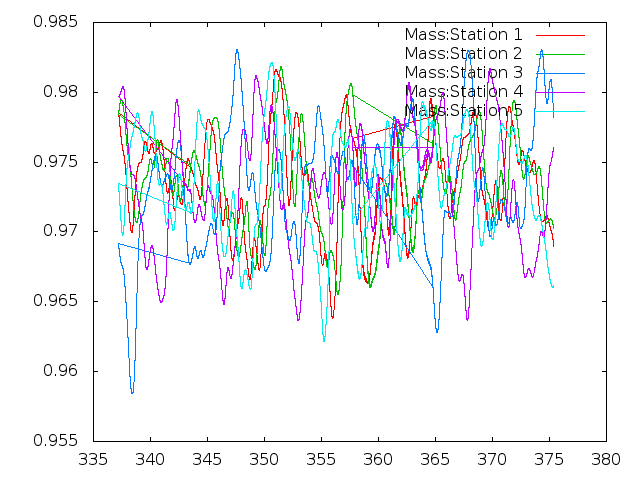 0.985
0.98
0.975
0.97
0.965
0.96
0.955
335 340 345 350 355 360 365 370 375 380
Mass:Station 1
Mass:Station 2
Mass:Station 3
Mass:Station 4
Mass:Station 5